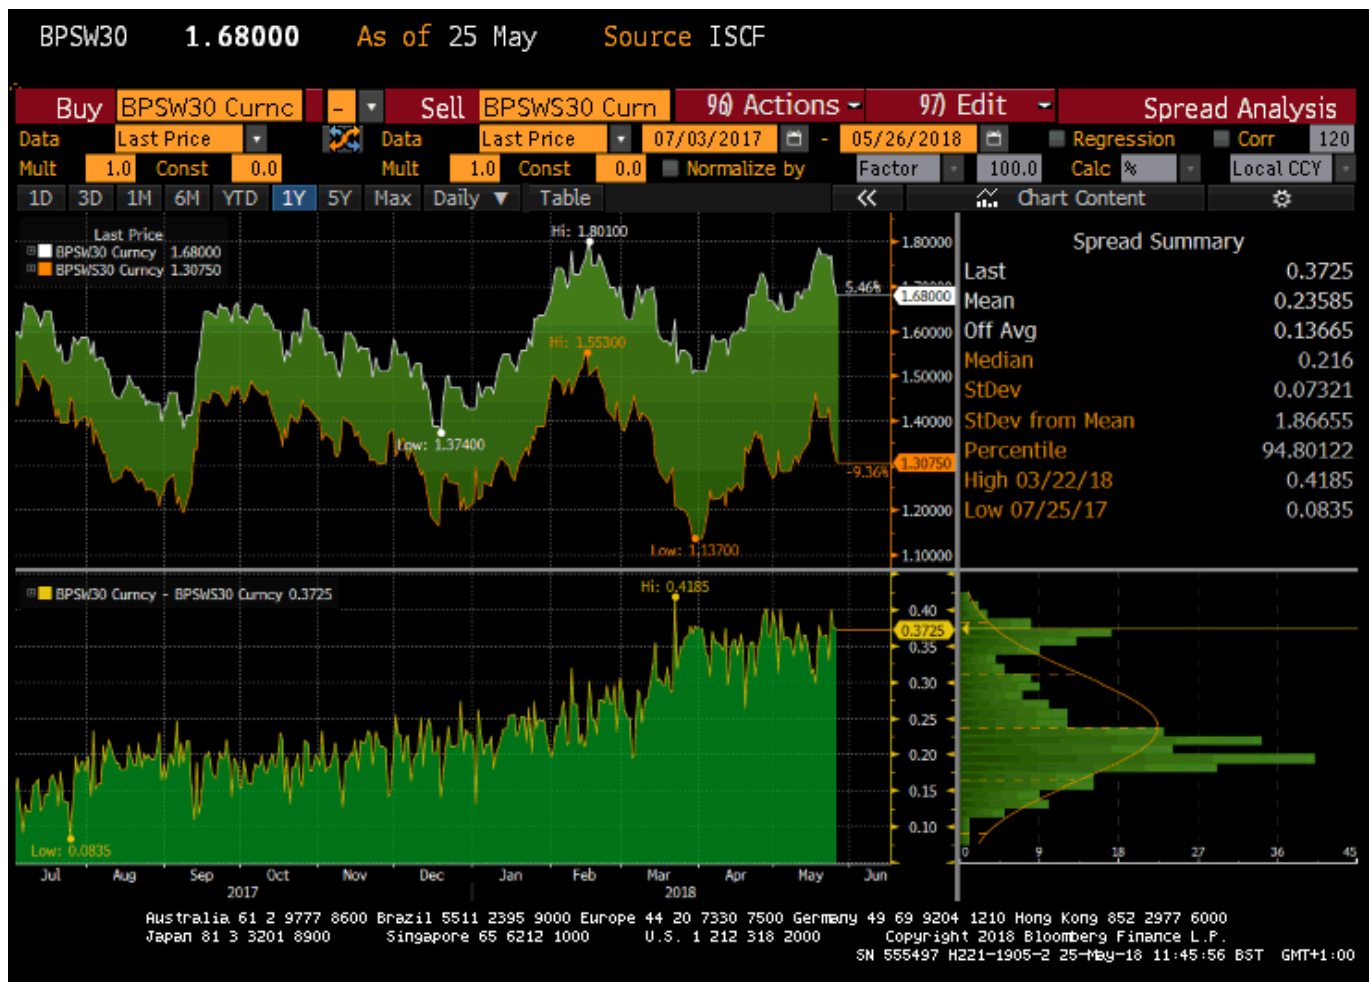 BPSW30 1.68000 As of 25 May Source ISCF
Buy BPSW30 Curnc - Sell BPSWS30 Curn 96) Actions 97) Edit Spread Analysis
Data Last Price Data Last Price 07/03/2017 - 05/26/2018 Regression Corr 120
Mult 1.0 Const 0.0 Mult 1.0 Const 0.0 Normalize by Factor 100.0 Calc % Local CCY
1D 3D 1M 6M YTD 1Y 5Y Max Daily ▼ Table « Chart Content
Last Price
BPSW30 Curncy 1.68000
BPSWS30 Curncy 1.30750
Hi: 1.80100
Hi: 1.55300
Low: 1.37400
Low: 1.13700
5.46%
-9.36%
1.80000
1.68000
1.60000
1.50000
1.40000
1.30750
1.20000
1.10000
Spread Summary
Last 0.3725
Mean 0.23585
Off Avg 0.13665
Median 0.216
StDev 0.07321
StDev from Mean 1.86655
Percentile 94.80122
High 03/22/18 0.4185
Low 07/25/17 0.0835
BPSW30 Curncy - BPSWS30 Curncy 0.3725
Hi: 0.4185
Low: 0.0835
0.40
0.3725
0.35
0.30
0.25
0.20
0.15
0.10
0 9 18 27 36 45
Jul Aug Sep Oct Nov Dec Jan Feb Mar Apr May Jun
2017 2018
Australia 61 2 9777 8600 Brazil 5511 2395 9000 Europe 44 20 7330 7500 Germany 49 69 9204 1210 Hong Kong 852 2977 6000
Japan 81 3 3201 8900 Singapore 65 6212 1000 U.S. 1 212 318 2000 Copyright 2018 Bloomberg Finance L.P.
SN 555497 H221-1905-2 25-May-18 11:45:56 BST GMT+1:00